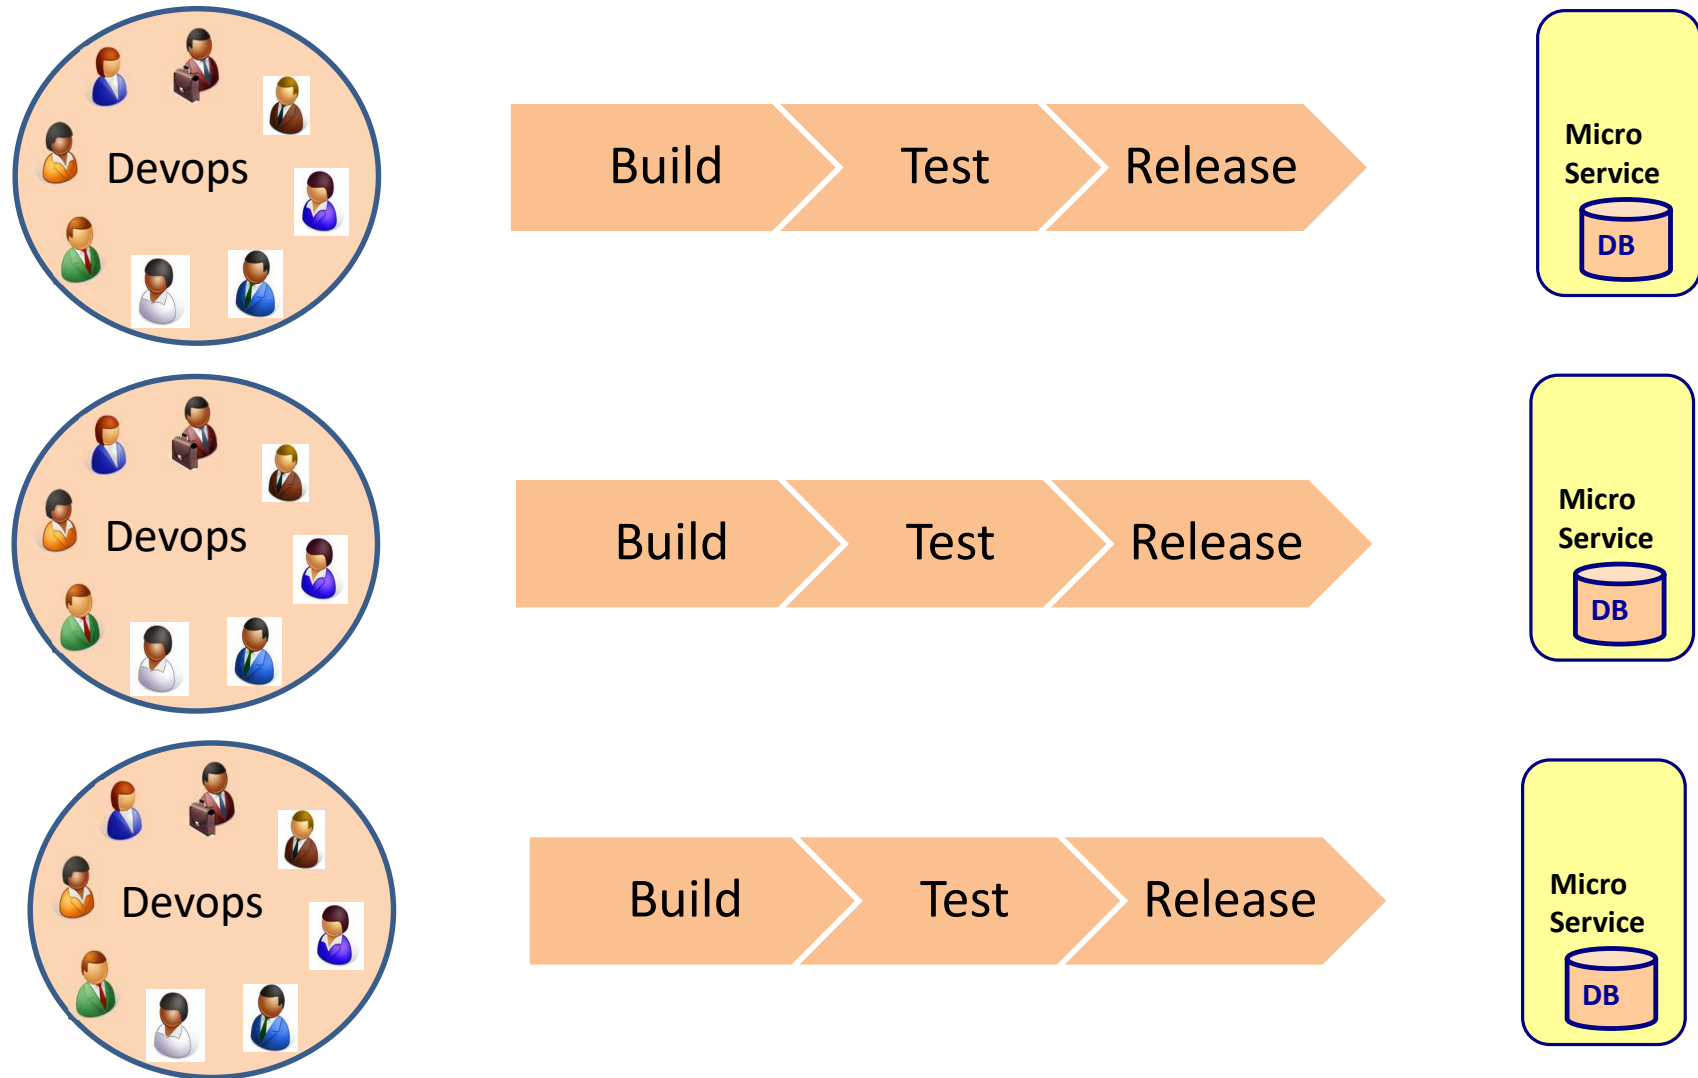 Devops
Build
Test
Release
Micro
Service
DB
Devops
Build
Test
Release
Micro
Service
DB
Devops
Build
Test
Release
Micro
Service
DB